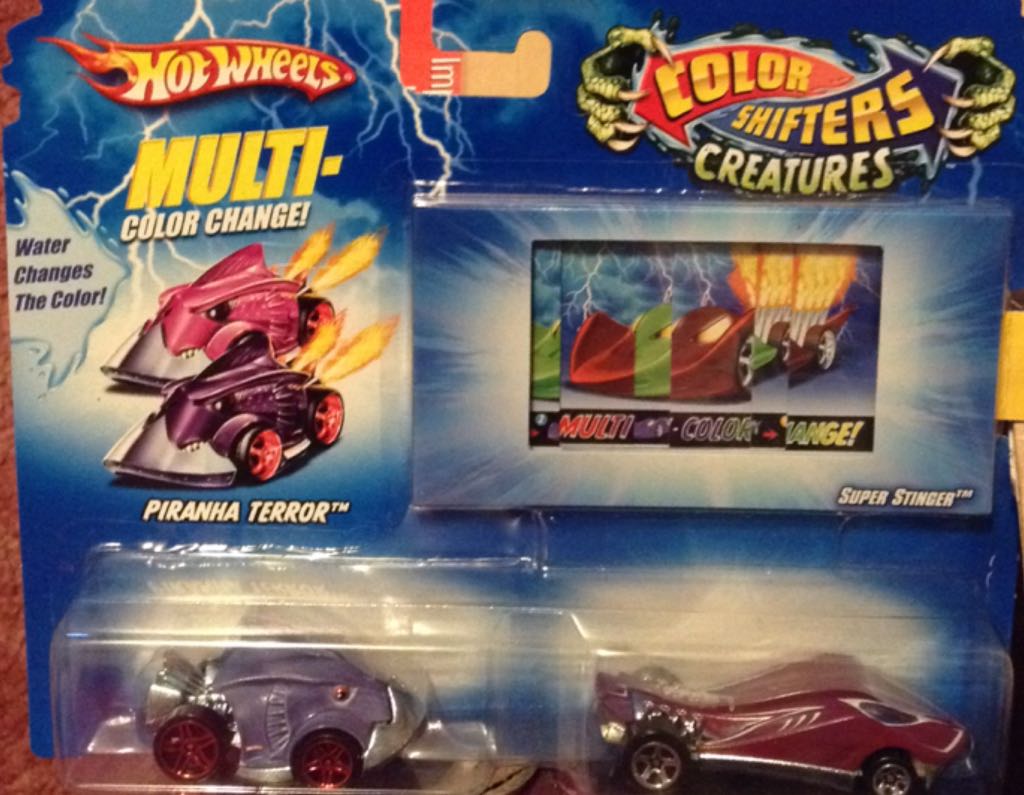 HOT WHEELS®
COLOR
SHIFTERS
CREATURES
MULTI-
COLOR CHANGE!
Water
Changes
The Color!
PIRANHA TERROR™
MULTI - COLOR ANGE!
SUPER STINGER™